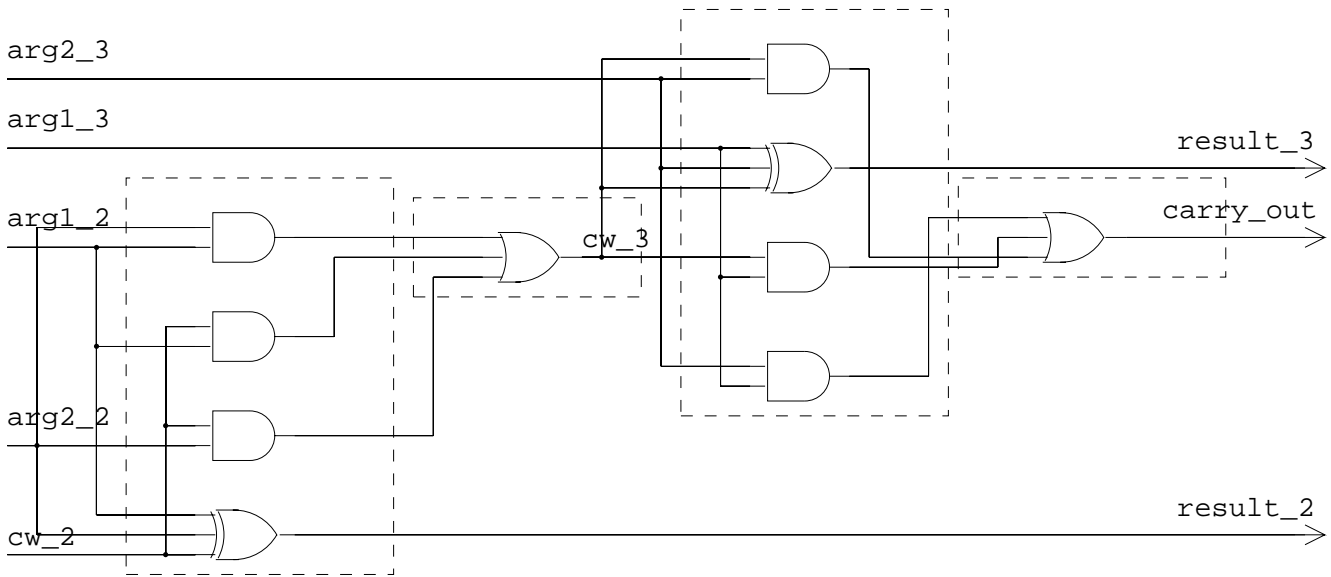 arg2_3
arg1_3
result_3
arg1_2
carry_out
cw_3
arg2_2
result_2
cw_2